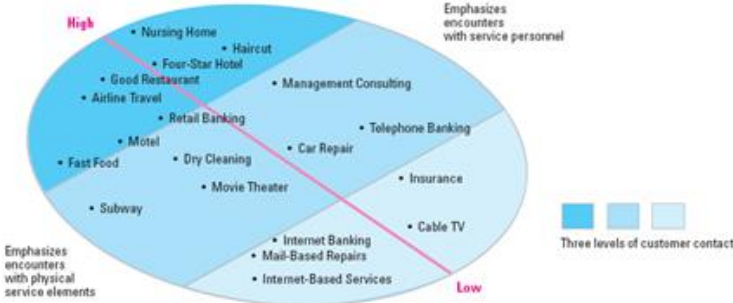 Emphasizes
encounters
with service personnel
High
• Nursing Home
• Haircut
• Four-Star Hotel
• Good Restaurant
• Management Consulting
• Airline Travel
• Retail Banking
• Telephone Banking
• Motel
• Car Repair
• Fast Food
• Dry Cleaning
• Insurance
• Movie Theater
• Subway
• Cable TV
• Internet Banking
• Mail-Based Repairs
• Internet-Based Services
Three levels of customer contact
Emphasizes
encounters
with physical
service elements
Low